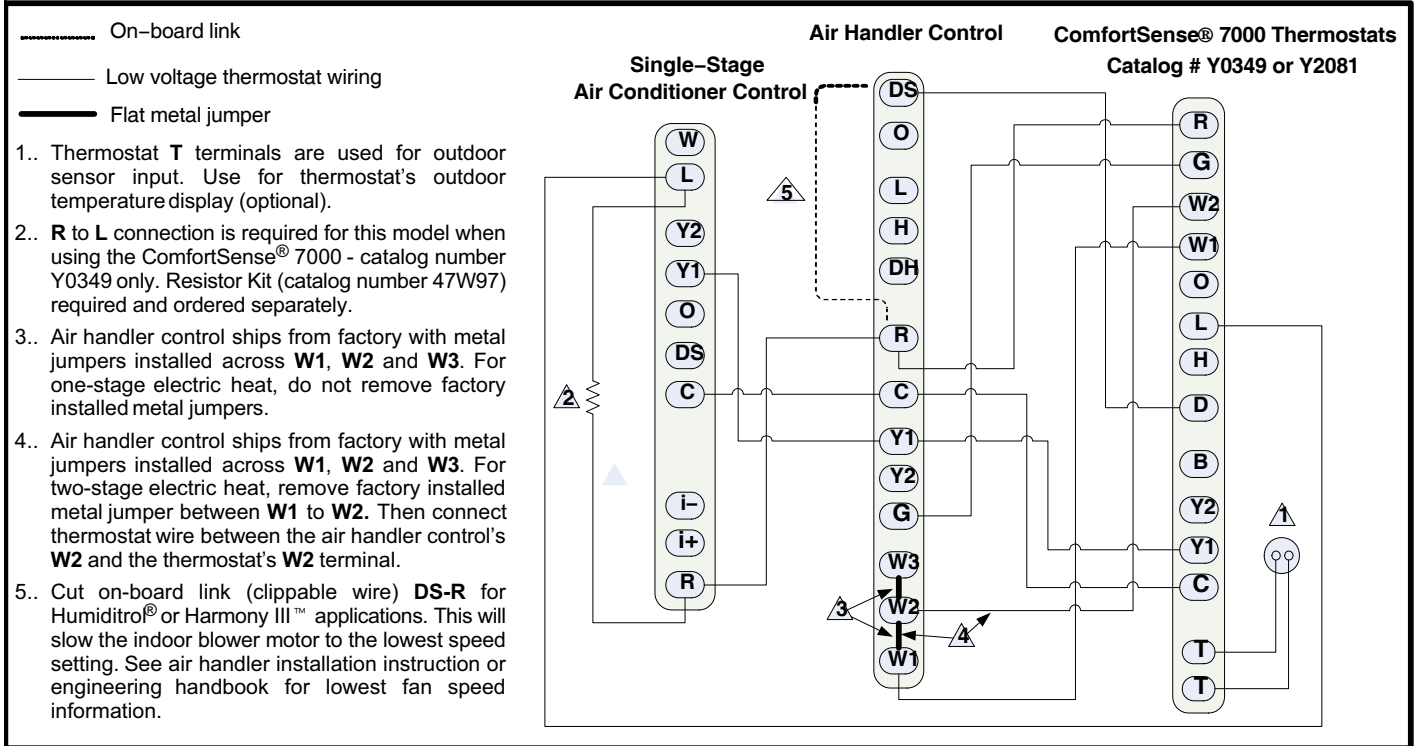 On–board link
Low voltage thermostat wiring
Flat metal jumper
1.. Thermostat T terminals are used for outdoor
sensor input. Use for thermostat's outdoor
temperature display (optional).
2.. R to L connection is required for this model when
using the ComfortSense® 7000 - catalog number
Y0349 only. Resistor Kit (catalog number 47W97)
required and ordered separately.
3.. Air handler control ships from factory with metal
jumpers installed across W1, W2 and W3. For
one-stage electric heat, do not remove factory
installed metal jumpers.
4.. Air handler control ships from factory with metal
jumpers installed across W1, W2 and W3. For
two-stage electric heat, remove factory installed
metal jumper between W1 to W2. Then connect
thermostat wire between the air handler control's
W2 and the thermostat's W2 terminal.
5.. Cut on-board link (clippable wire) DS-R for
Humiditrol® or Harmony III™ applications. This will
slow the indoor blower motor to the lowest speed
setting. See air handler installation instruction or
engineering handbook for lowest fan speed
information.
Single–Stage
Air Conditioner Control
W
L
Y2
Y1
O
DS
C
i–
i+
R
2
Air Handler Control
DS
O
L
H
DH
R
C
Y1
Y2
G
W3
W2
W1
5
3
4
ComfortSense® 7000 Thermostats
Catalog # Y0349 or Y2081
R
G
W2
W1
O
L
H
D
B
Y2
Y1
C
T
T
1